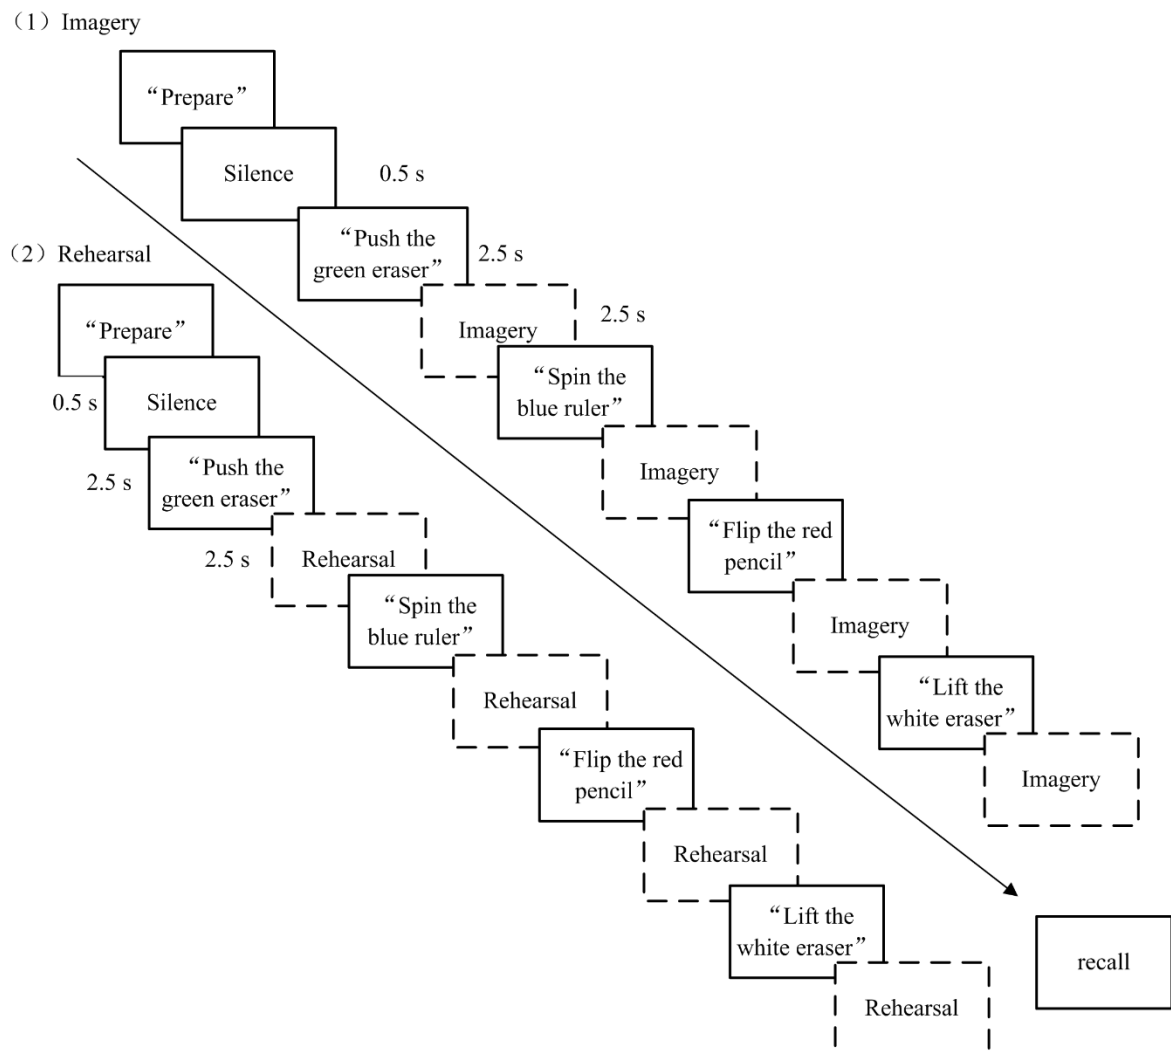 （1）Imagery
“Prepare”
Silence
0.5 s
“Push the
green eraser”
2.5 s
Imagery
2.5 s
“Spin the
blue ruler”
Imagery
“Flip the red
pencil”
Imagery
“Lift the
white eraser”
Imagery
（2）Rehearsal
“Prepare”
0.5 s
Silence
2.5 s
“Push the
green eraser”
2.5 s
Rehearsal
“Spin the
blue ruler”
Rehearsal
“Flip the red
pencil”
Rehearsal
“Lift the
white eraser”
Rehearsal
recall